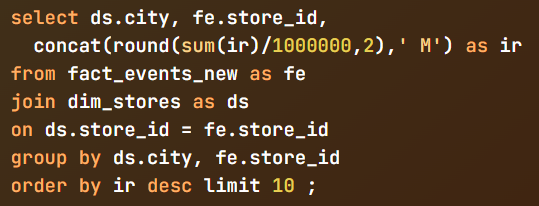 select ds.city, fe.store_id,
  concat(round(sum(ir)/1000000,2),' M') as ir
from fact_events_new as fe
join dim_stores as ds
on ds.store_id = fe.store_id
group by ds.city, fe.store_id
order by ir desc limit 10 ;